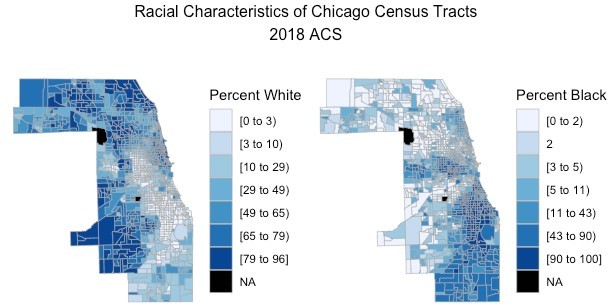 Racial Characteristics of Chicago Census Tracts
2018 ACS
Percent White
[0 to 3)
[3 to 10)
[10 to 29)
[29 to 49)
[49 to 65)
[65 to 79)
[79 to 96]
NA
Percent Black
[0 to 2)
2
[3 to 5)
[5 to 11)
[11 to 43)
[43 to 90)
[90 to 100]
NA